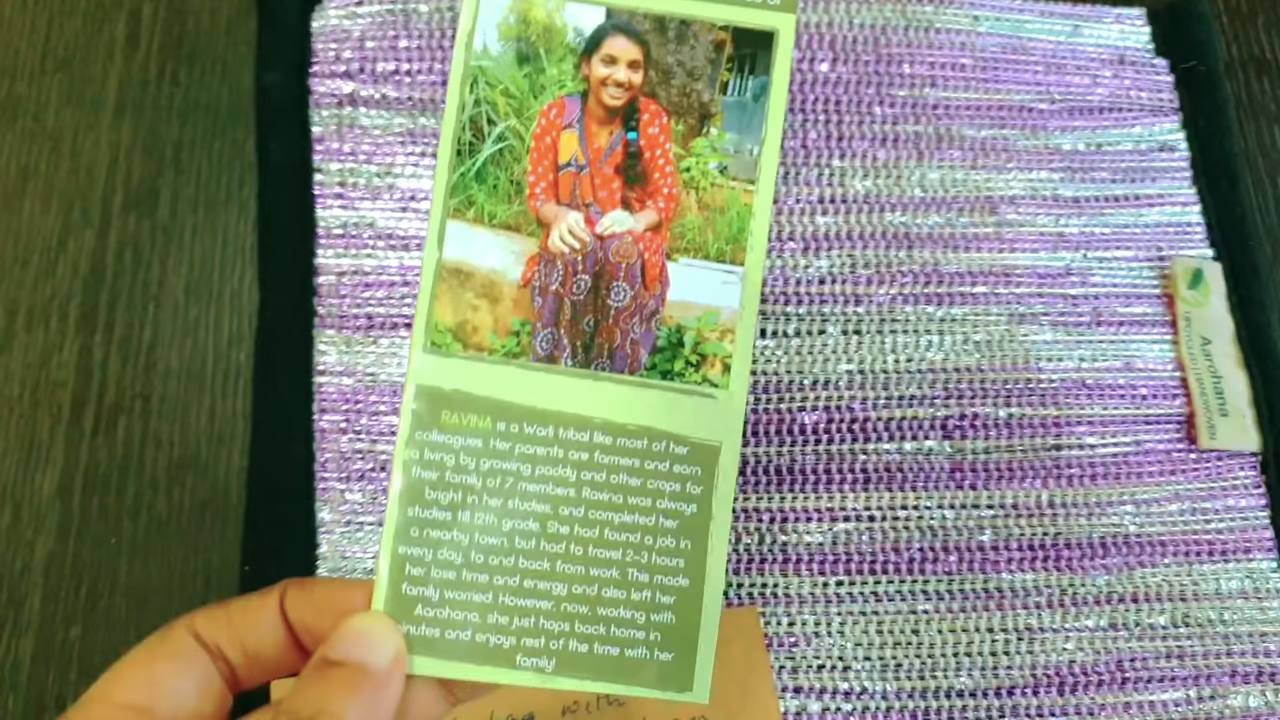 RAVINA is a Warli tribal like most of her
colleagues. Her parents are farmers and earn
a living by growing paddy and other crops for
their family of 7 members. Ravina was always
bright in her studies, and completed her
studies till 12th grade. She had found a job in
a nearby town, but had to travel 2-3 hours
every day, to and back from work. This made
her lose time and energy and also left her
family worried. However, now, working with
Aarohana, she just hops back home in
minutes and enjoys rest of the time with her
family!
with
Aarohana
UPCYCLED | HANDWOVEN